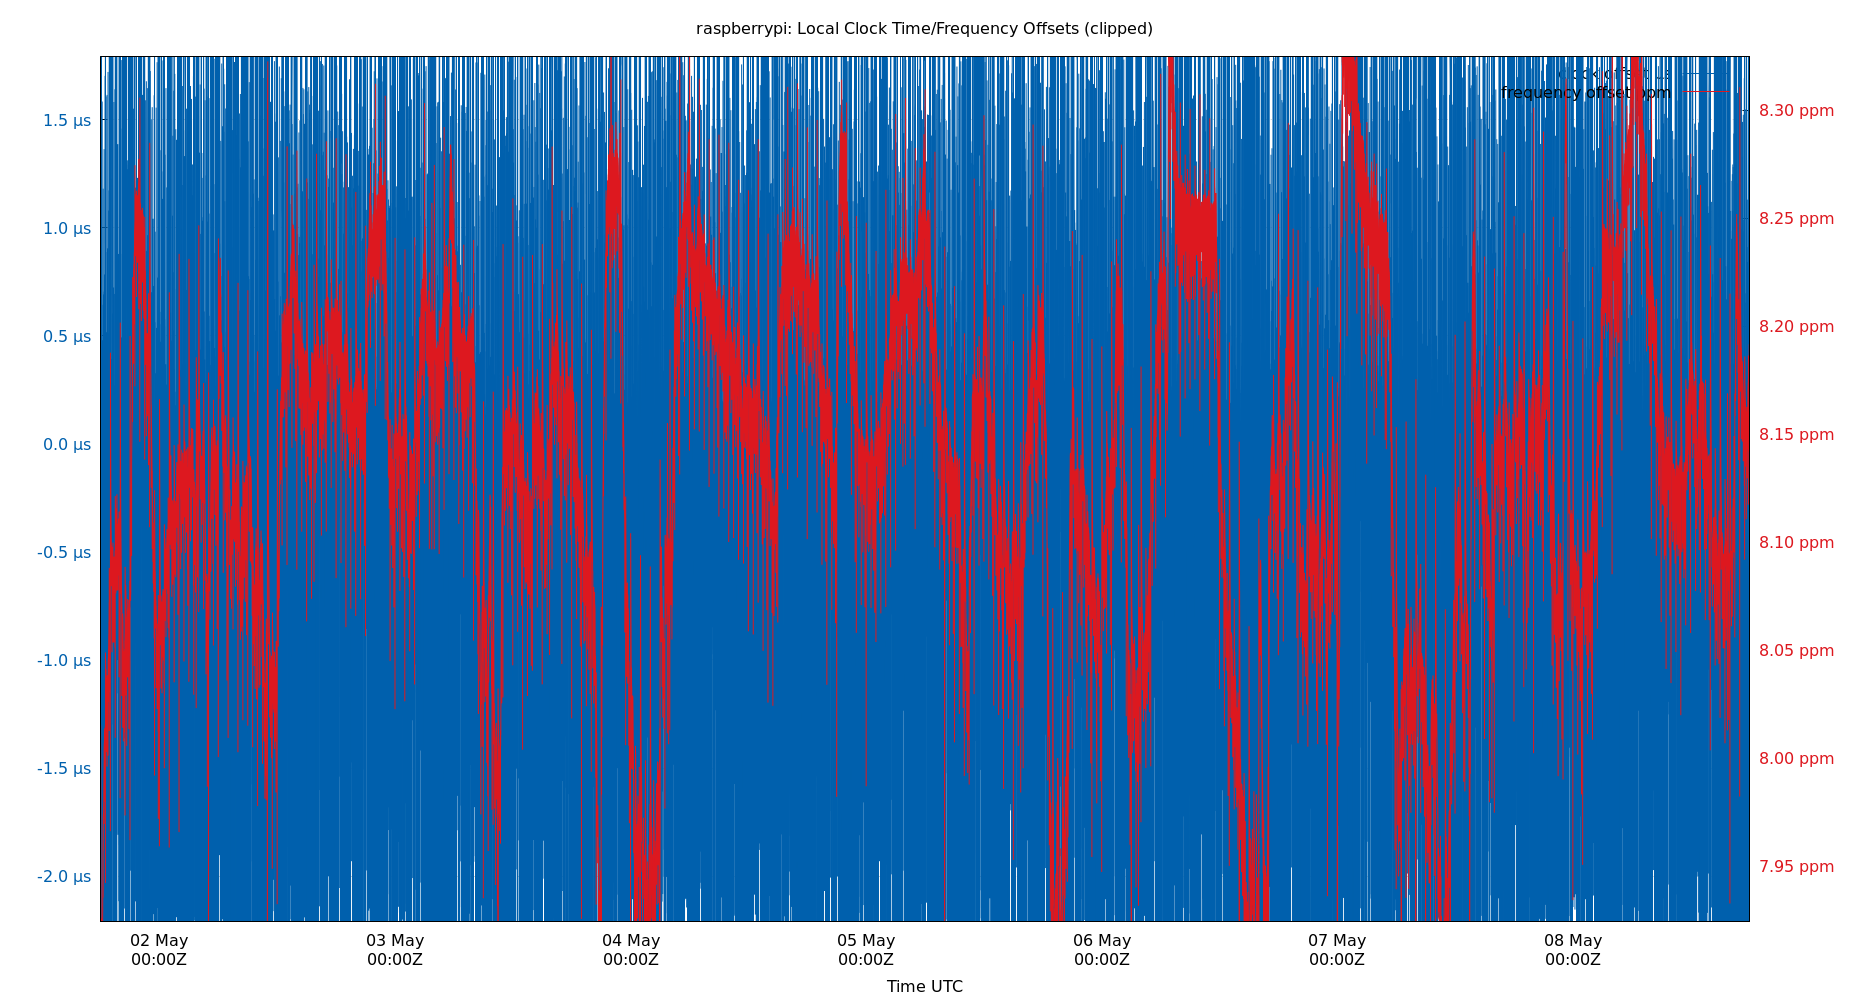 raspberrypi: Local Clock Time/Frequency Offsets (clipped)
clock offset µs
frequency offset ppm
1.5 µs
1.0 µs
0.5 µs
0.0 µs
-0.5 µs
-1.0 µs
-1.5 µs
-2.0 µs
8.30 ppm
8.25 ppm
8.20 ppm
8.15 ppm
8.10 ppm
8.05 ppm
8.00 ppm
7.95 ppm
02 May
00:00Z
03 May
00:00Z
04 May
00:00Z
05 May
00:00Z
06 May
00:00Z
07 May
00:00Z
08 May
00:00Z
Time UTC